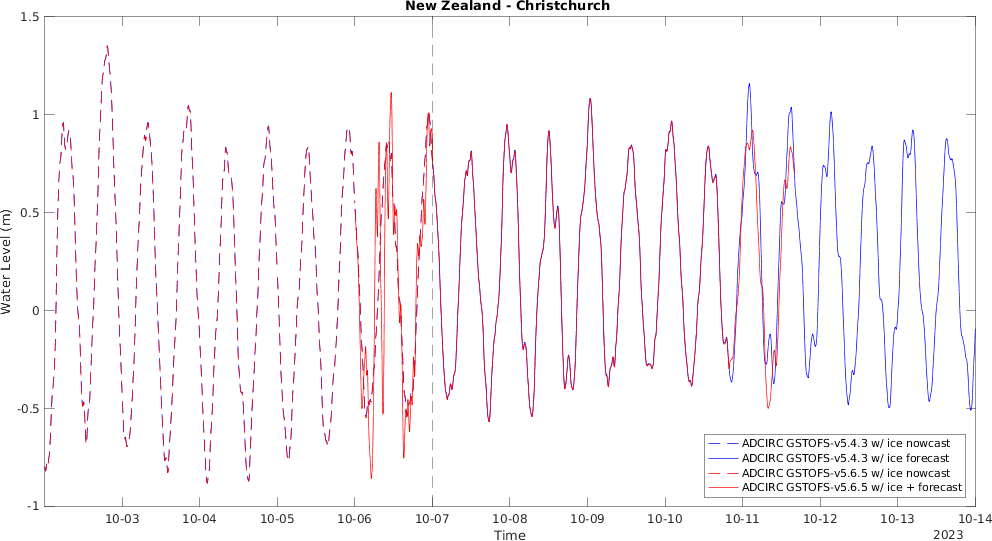 New Zealand - Christchurch
1.5
1
0.5
0
-0.5
-1
Water Level (m)
10-03 10-04 10-05 10-06 10-07 10-08 10-09 10-10 10-11 10-12 10-13 10-14
Time
2023
ADCIRC GSTOFS-v5.4.3 w/ ice nowcast
ADCIRC GSTOFS-v5.4.3 w/ ice forecast
ADCIRC GSTOFS-v5.6.5 w/ ice nowcast
ADCIRC GSTOFS-v5.6.5 w/ ice + forecast